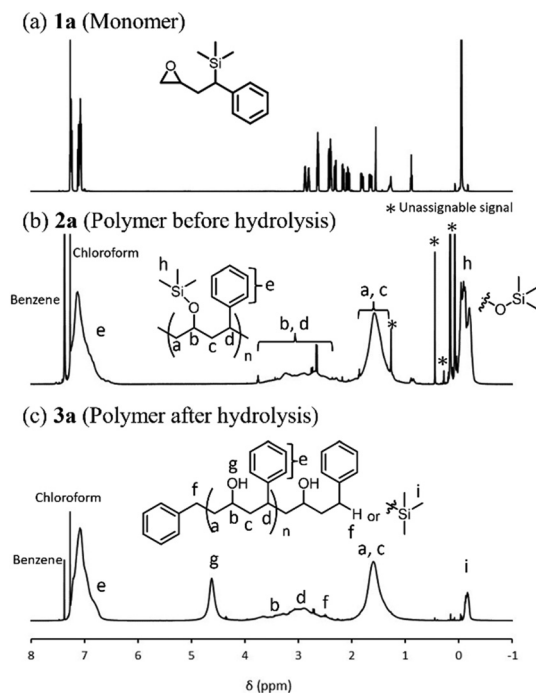 (a) 1a (Monomer)
Si
O
* Unassignable signal
(b) 2a (Polymer before hydrolysis)
Chloroform
Benzene
h
Si
O
e
a b c d n
e
b, d
a, c
*
*
*
*
*
h
O Si
(c) 3a (Polymer after hydrolysis)
Chloroform
Benzene
e
f
g
OH
e
OH
i
Si
H or
a b c d n
f
g
b
d
f
a, c
i
8 7 6 5 4 3 2 1 0 -1
δ (ppm)